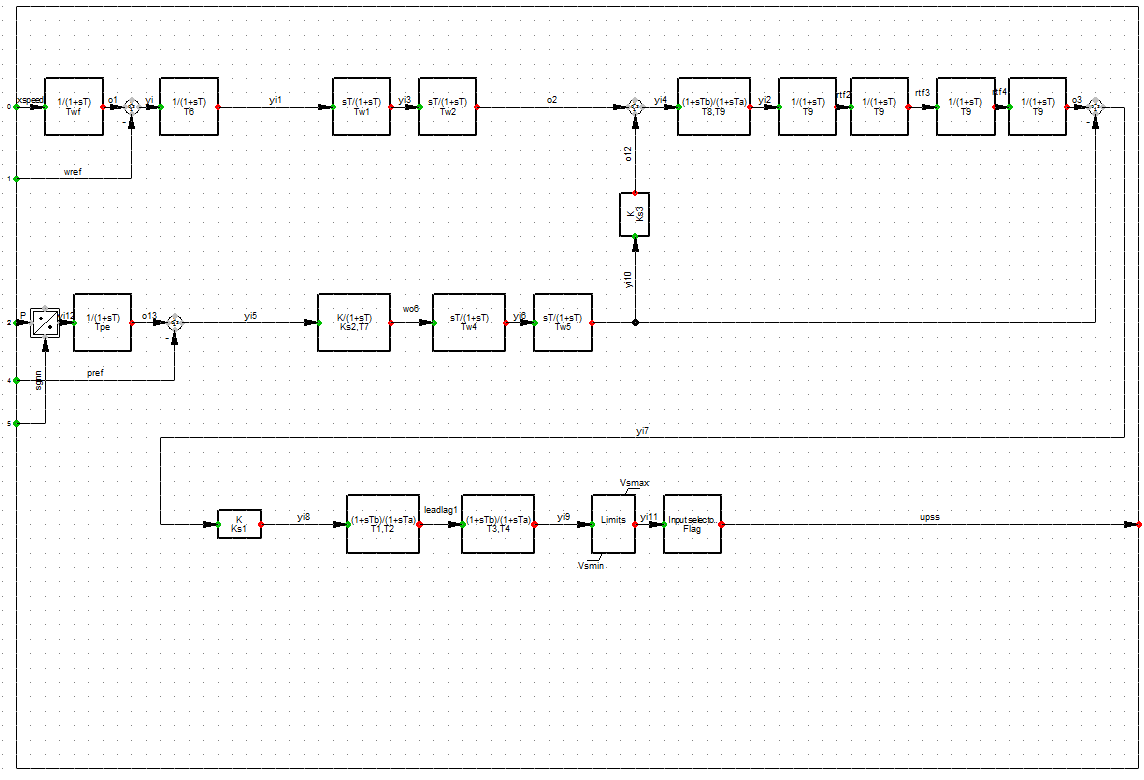 0
xspeed
1/(1+sT)
Twf
o1
yi
1/(1+sT)
T6
yi1
sT/(1+sT)
Tw1
yi3
sT/(1+sT)
Tw2
o2
yi4
(1+sTb)/(1+sTa)
T8,T9
yi2
1/(1+sT)
T9
rtf2
1/(1+sT)
T9
rtf3
1/(1+sT)
T9
rtf4
1/(1+sT)
T9
o3
-
-
o12
1
wref
K
Ks3
yi10
2
P
yi12
1/(1+sT)
Tpe
o13
-
yi5
K/(1+sT)
Ks2,T7
wo6
sT/(1+sT)
Tw4
yi6
sT/(1+sT)
Tw5
4
pref
sgnn
5
yi7
K
Ks1
yi8
(1+sTb)/(1+sTa)
T1,T2
leadlag1
(1+sTb)/(1+sTa)
T3,T4
yi9
Vsmax
Limits
Vsmin
yi11
Input selecto.
Flag
upss